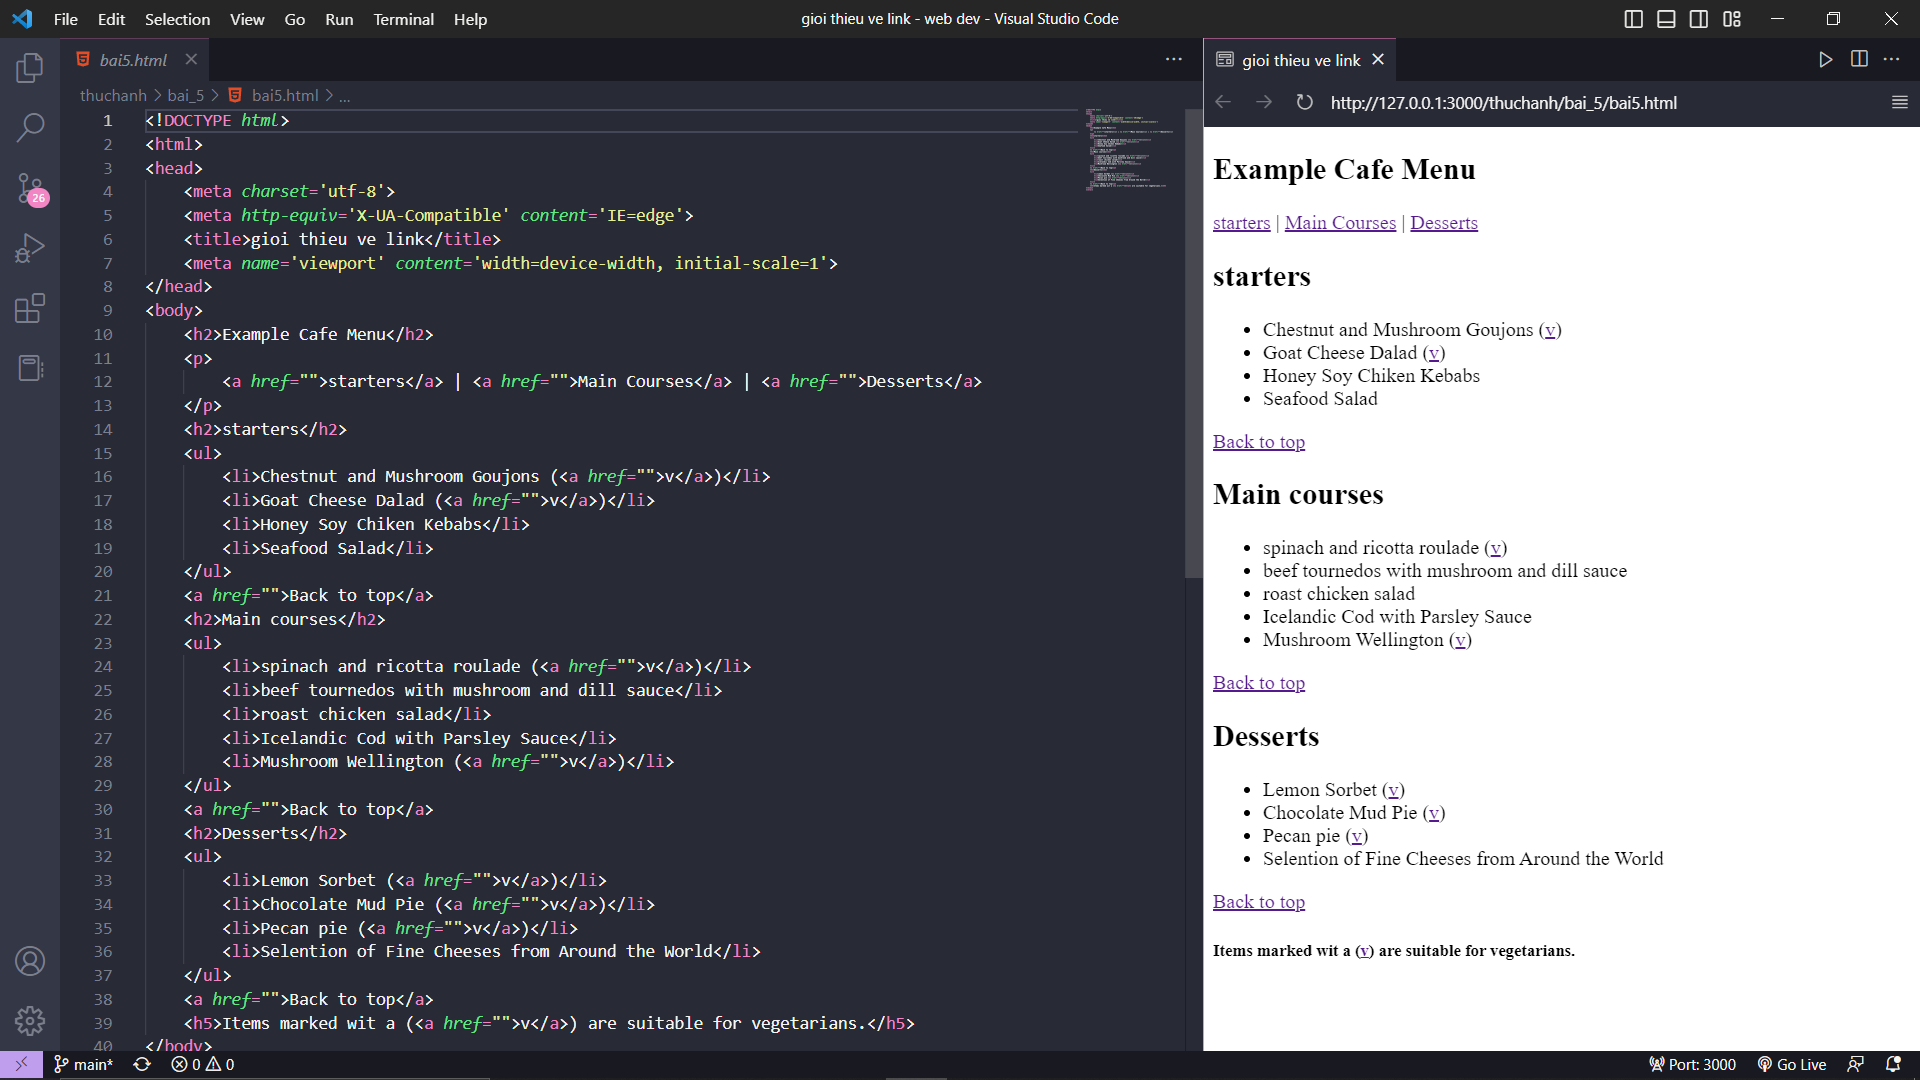 File Edit Selection View Go Run Terminal Help
gioi thieu ve link - web dev - Visual Studio Code
bai5.html
thuchanh > bai_5 > bai5.html > ...
26
1 <!DOCTYPE html>
2 <html>
3 <head>
4 <meta charset='utf-8'>
5 <meta http-equiv='X-UA-Compatible' content='IE=edge'>
6 <title>gioi thieu ve link</title>
7 <meta name='viewport' content='width=device-width, initial-scale=1'>
8 </head>
9 <body>
10 <h2>Example Cafe Menu</h2>
11 <p>
12 <a href="">starters</a> | <a href="">Main Courses</a> | <a href="">Desserts</a>
13 </p>
14 <h2>starters</h2>
15 <ul>
16 <li>Chestnut and Mushroom Goujons (<a href="">v</a>)</li>
17 <li>Goat Cheese Dalad (<a href="">v</a>)</li>
18 <li>Honey Soy Chiken Kebabs</li>
19 <li>Seafood Salad</li>
20 </ul>
21 <a href="">Back to top</a>
22 <h2>Main courses</h2>
23 <ul>
24 <li>spinach and ricotta roulade (<a href="">v</a>)</li>
25 <li>beef tournedos with mushroom and dill sauce</li>
26 <li>roast chicken salad</li>
27 <li>Icelandic Cod with Parsley Sauce</li>
28 <li>Mushroom Wellington (<a href="">v</a>)</li>
29 </ul>
30 <a href="">Back to top</a>
31 <h2>Desserts</h2>
32 <ul>
33 <li>Lemon Sorbet (<a href="">v</a>)</li>
34 <li>Chocolate Mud Pie (<a href="">v</a>)</li>
35 <li>Pecan pie (<a href="">v</a>)</li>
36 <li>Selention of Fine Cheeses from Around the World</li>
37 </ul>
38 <a href="">Back to top</a>
39 <h5>Items marked wit a (<a href="">v</a>) are suitable for vegetarians.</h5>
40 </body>
gioi thieu ve link
http://127.0.0.1:3000/thuchanh/bai_5/bai5.html
Example Cafe Menu
starters | Main Courses | Desserts
starters
• Chestnut and Mushroom Goujons (v)
• Goat Cheese Dalad (v)
• Honey Soy Chiken Kebabs
• Seafood Salad
Back to top
Main courses
• spinach and ricotta roulade (v)
• beef tournedos with mushroom and dill sauce
• roast chicken salad
• Icelandic Cod with Parsley Sauce
• Mushroom Wellington (v)
Back to top
Desserts
• Lemon Sorbet (v)
• Chocolate Mud Pie (v)
• Pecan pie (v)
• Selention of Fine Cheeses from Around the World
Back to top
Items marked wit a (v) are suitable for vegetarians.
main* 0 0
Port: 3000 Go Live